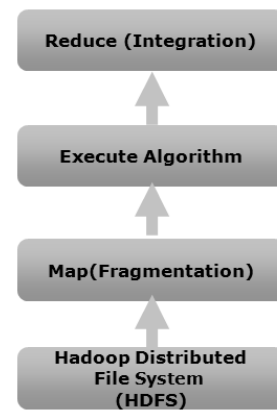 Reduce (Integration)
Execute Algorithm
Map(Fragmentation)
Hadoop Distributed
File System
(HDFS)